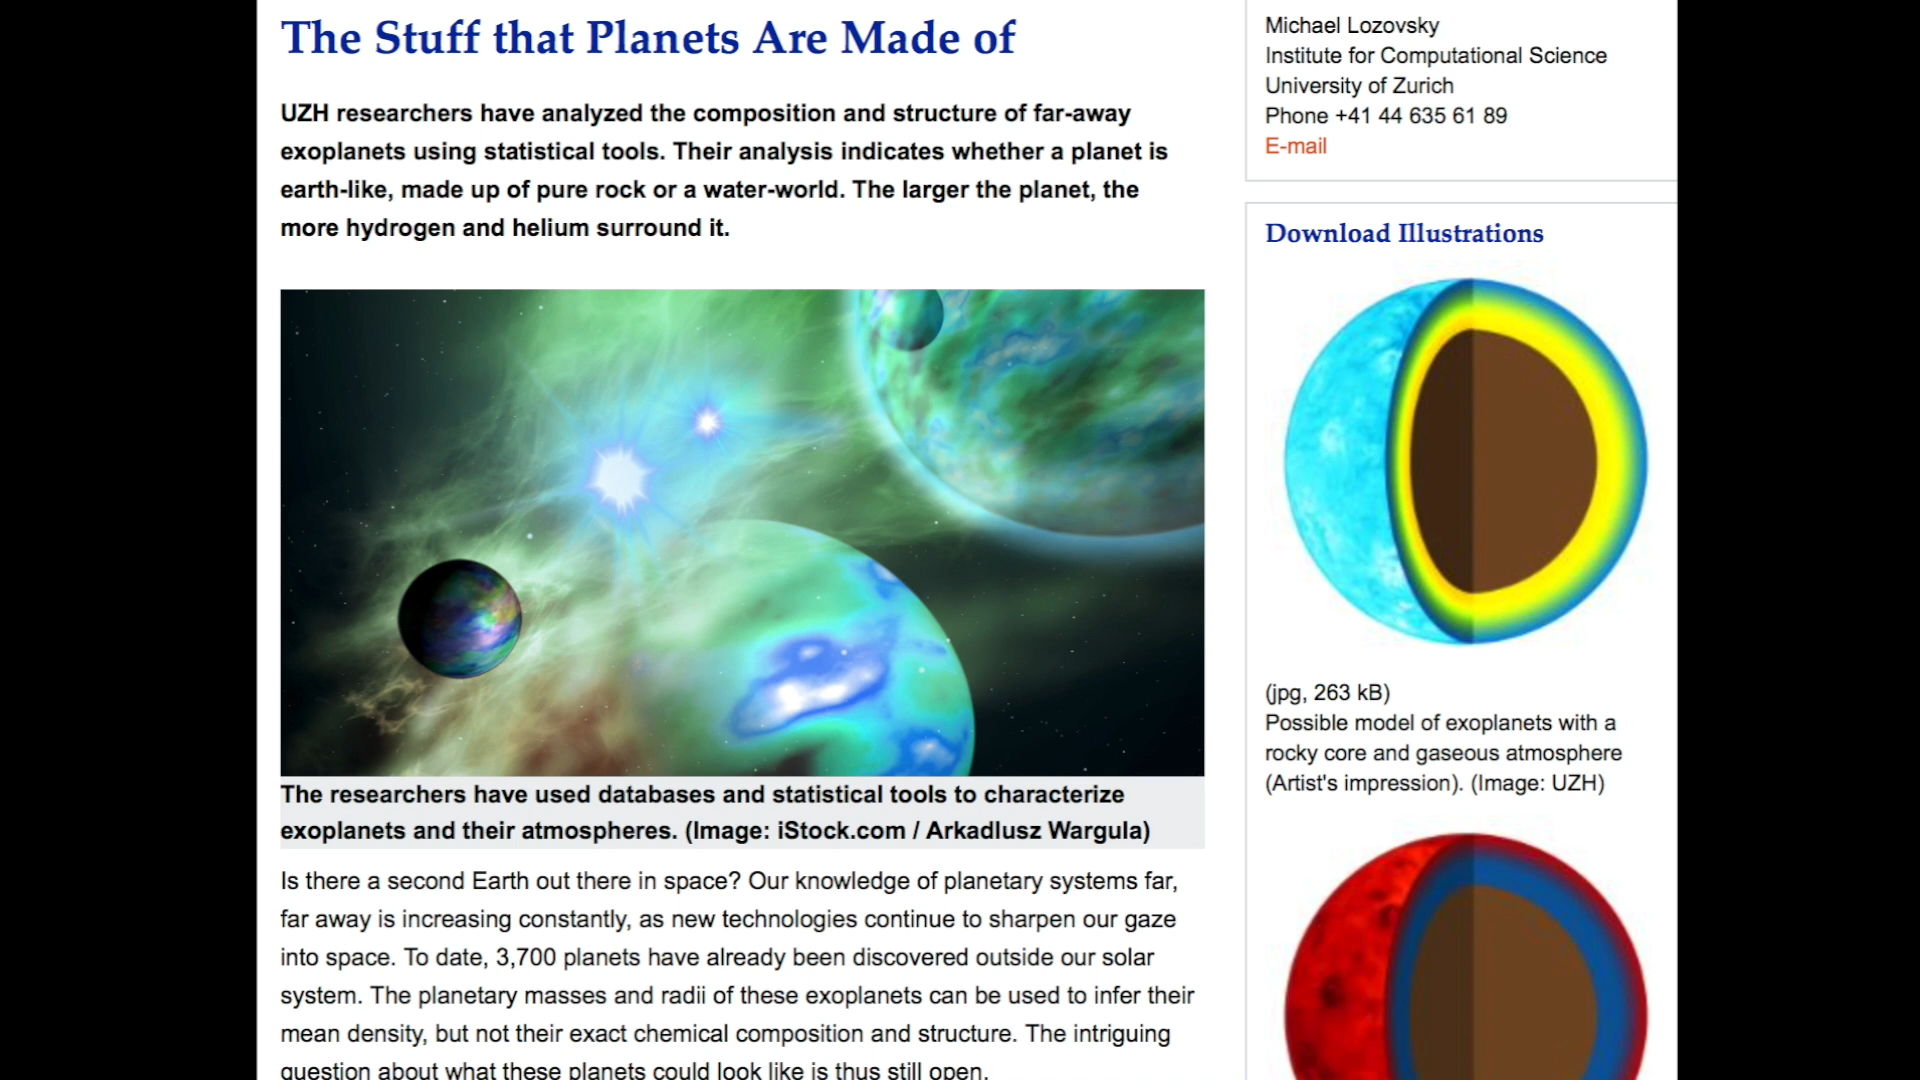 The Stuff that Planets Are Made of
UZH researchers have analyzed the composition and structure of far-away
exoplanets using statistical tools. Their analysis indicates whether a planet is
earth-like, made up of pure rock or a water-world. The larger the planet, the
more hydrogen and helium surround it.
The researchers have used databases and statistical tools to characterize
exoplanets and their atmospheres. (Image: iStock.com / Arkadlusz Wargula)
Is there a second Earth out there in space? Our knowledge of planetary systems far,
far away is increasing constantly, as new technologies continue to sharpen our gaze
into space. To date, 3,700 planets have already been discovered outside our solar
system. The planetary masses and radii of these exoplanets can be used to infer their
mean density, but not their exact chemical composition and structure. The intriguing
question about what these planets could look like is thus still open.
Michael Lozovsky
Institute for Computational Science
University of Zurich
Phone +41 44 635 61 89
E-mail
Download Illustrations
(jpg, 263 kB)
Possible model of exoplanets with a
rocky core and gaseous atmosphere
(Artist's impression). (Image: UZH)